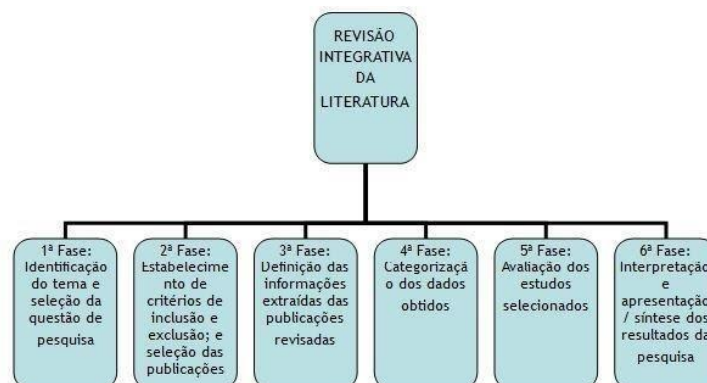 REVISÃO
INTEGRATIVA
DA
LITERATURA
1ª Fase:
Identificação
do tema e
seleção da
questão de
pesquisa
2ª Fase:
Estabelecime
nto de
critérios de
inclusão e
exclusão; e
seleção das
publicações
3ª Fase:
Definição das
informações
extraídas das
publicações
revisadas
4ª Fase:
Categorizaçã
o dos dados
obtidos
5ª Fase:
Avaliação dos
estudos
selecionados
6ª Fase:
Interpretação
e
apresentação
/ síntese dos
resultados da
pesquisa